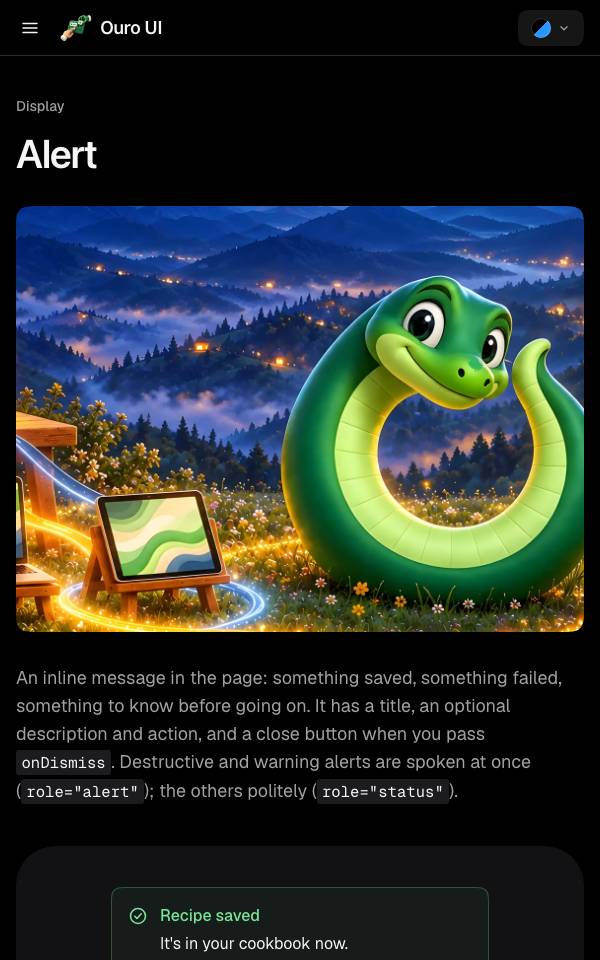 Ouro UI
Display
Alert
An inline message in the page: something saved, something failed,
something to know before going on. It has a title, an optional
description and action, and a close button when you pass
onDismiss. Destructive and warning alerts are spoken at once
(role="alert"); the others politely (role="status").
Recipe saved
It's in your cookbook now.